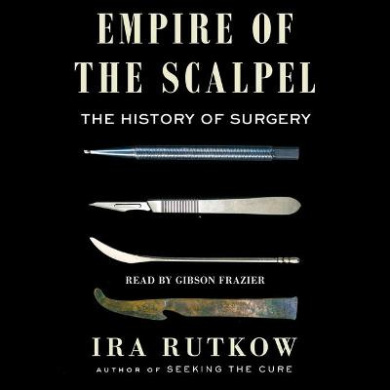 EMPIRE OF
THE SCALPEL
THE HISTORY OF SURGERY
READ BY GIBSON FRAZIER
IRA RUTKOW
AUTHOR OF SEEKING THE CURE